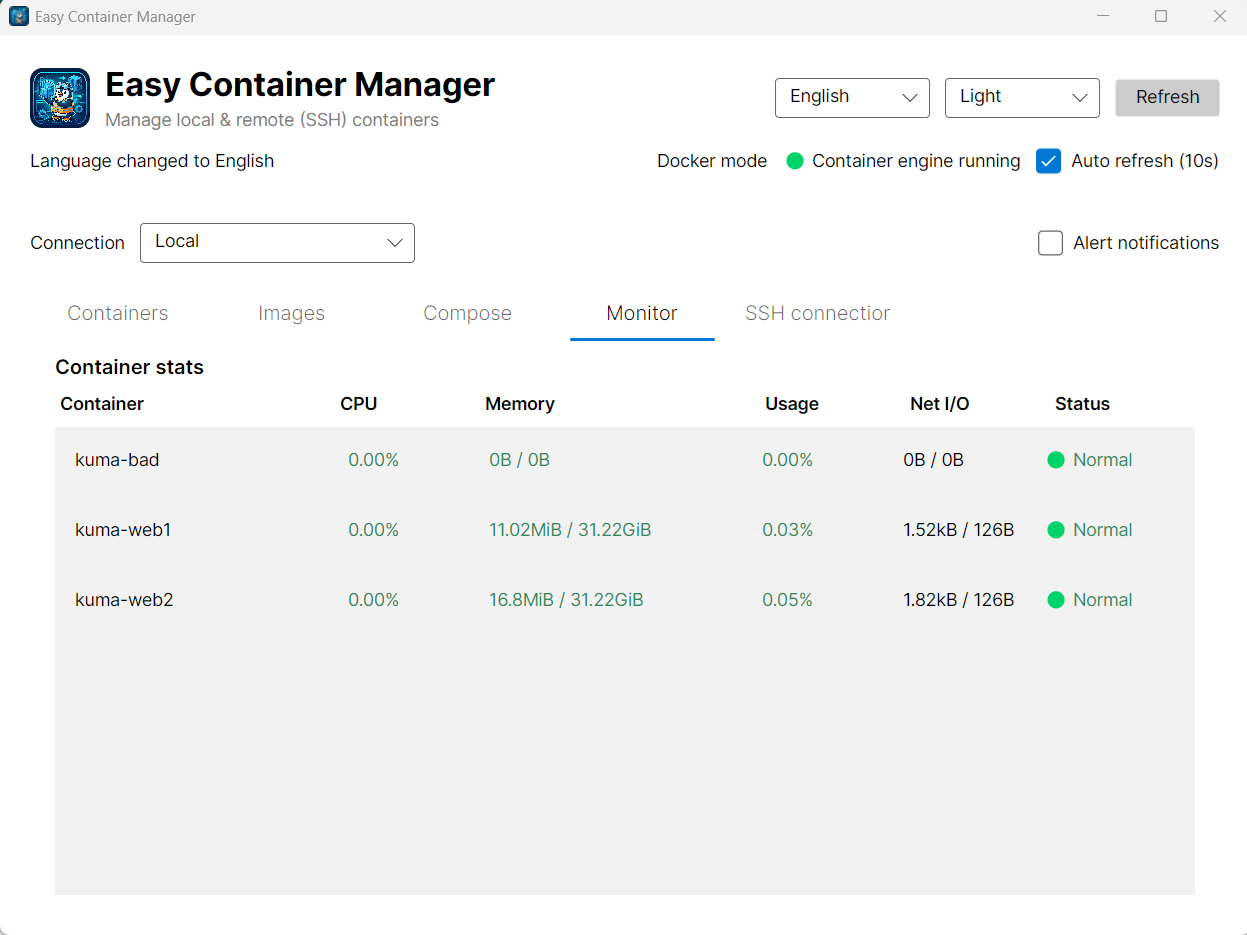 Easy Container Manager
Easy Container Manager
Manage local & remote (SSH) containers
English
Light
Refresh
Language changed to English
Docker mode
Container engine running
Auto refresh (10s)
Connection
Local
Alert notifications
Containers
Images
Compose
Monitor
SSH connectior
Container stats
Container CPU Memory Usage Net I/O Status
kuma-bad 0.00% 0B / 0B 0.00% 0B / 0B Normal
kuma-web1 0.00% 11.02MiB / 31.22GiB 0.03% 1.52kB / 126B Normal
kuma-web2 0.00% 16.8MiB / 31.22GiB 0.05% 1.82kB / 126B Normal